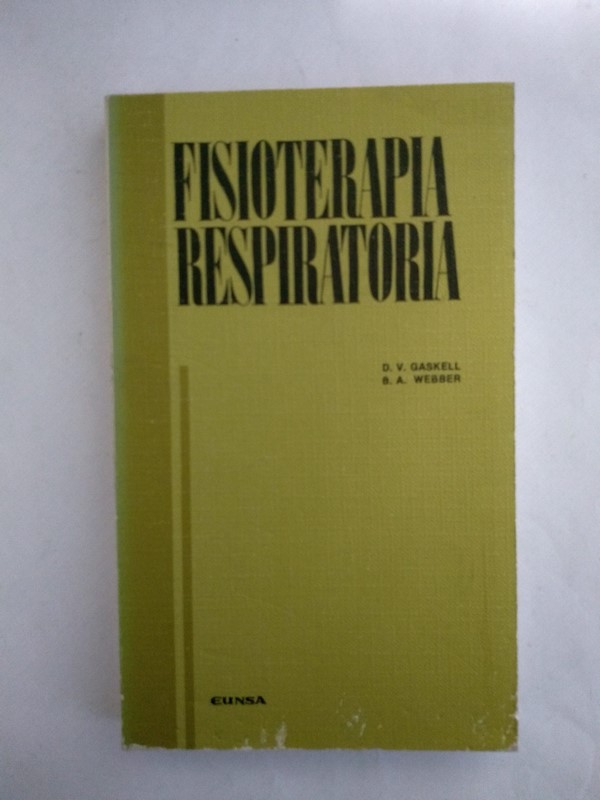 FISIOTERAPIA
RESPIRATORIA
D. V. GASKELL
B. A. WEBBER
EUNSA